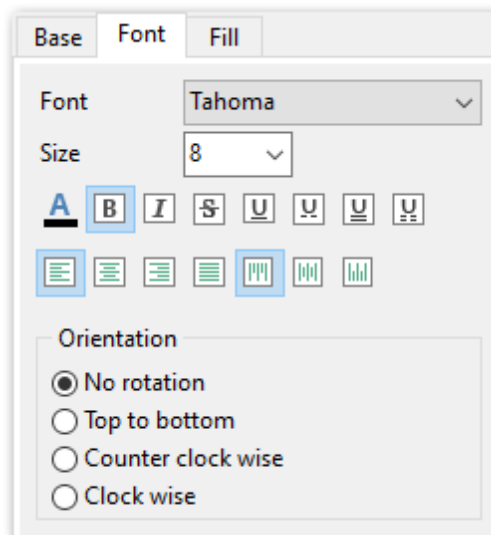 Base Font Fill
Font Tahoma
Size 8
A B I S U U U U
Orientation
No rotation
Top to bottom
Counter clock wise
Clock wise